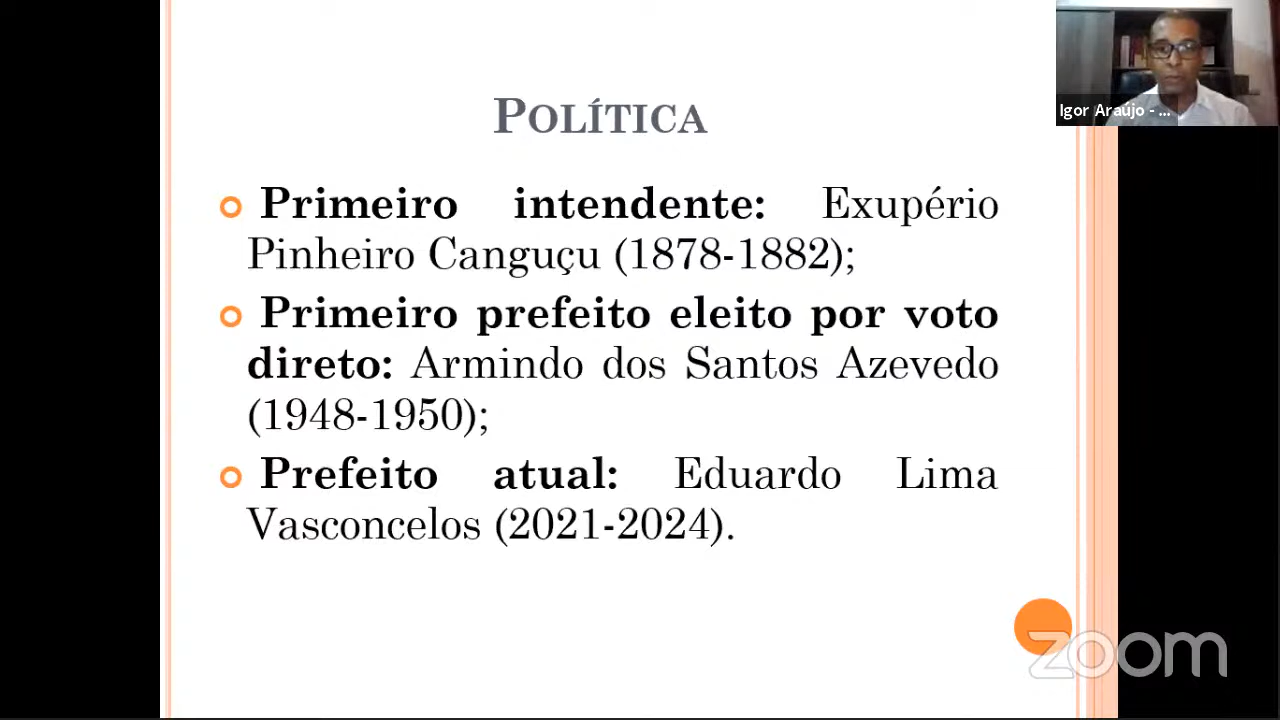 Igor Araújo - ...
POLÍTICA
Primeiro intendente: Exupério
Pinheiro Canguçu (1878-1882);
Primeiro prefeito eleito por voto
direto: Armindo dos Santos Azevedo
(1948-1950);
Prefeito atual: Eduardo Lima
Vasconcelos (2021-2024).
zoom